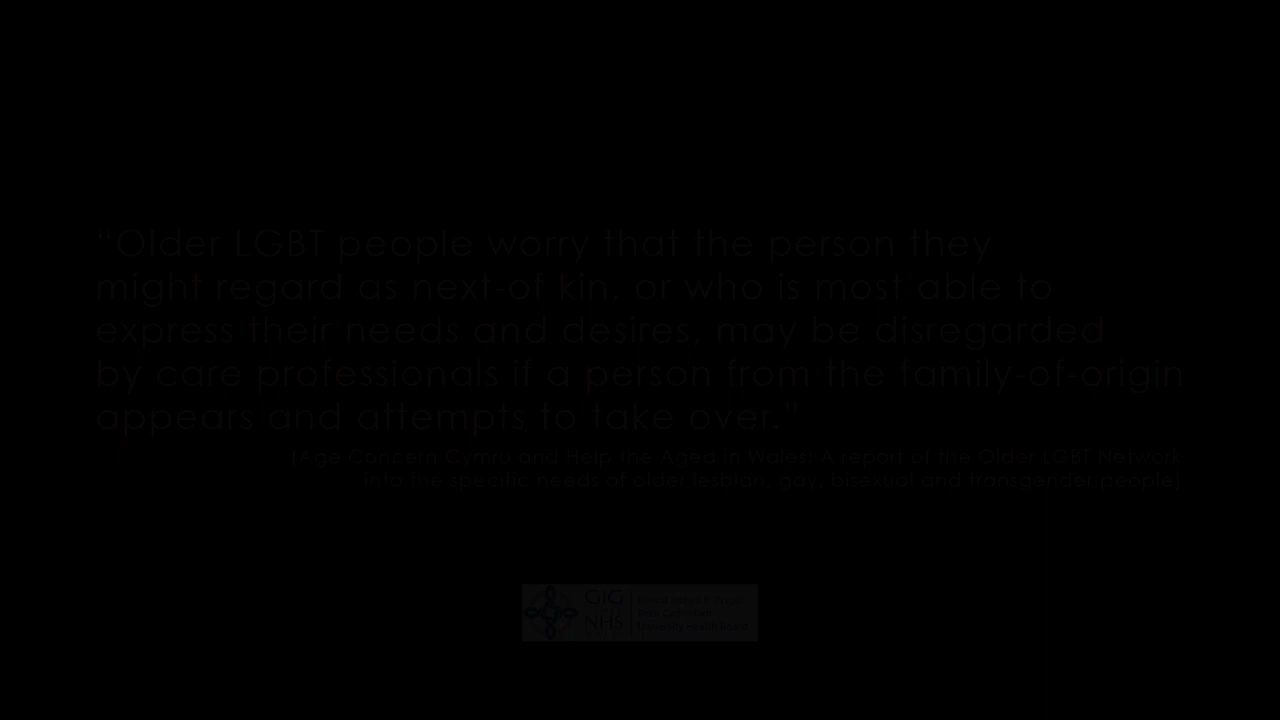 “Older LGBT people worry that the person they
might regard as next-of kin, or who is most able to
express their needs and desires, may be disregarded
by care professionals if a person from the family-of-origin
appears and attempts to take over.”
(Age Concern Cymru and Help the Aged in Wales: A report of the Older LGBT Network
into the specific needs of older lesbian, gay, bisexual and transgender people)
GIG
NHS
University Health Board